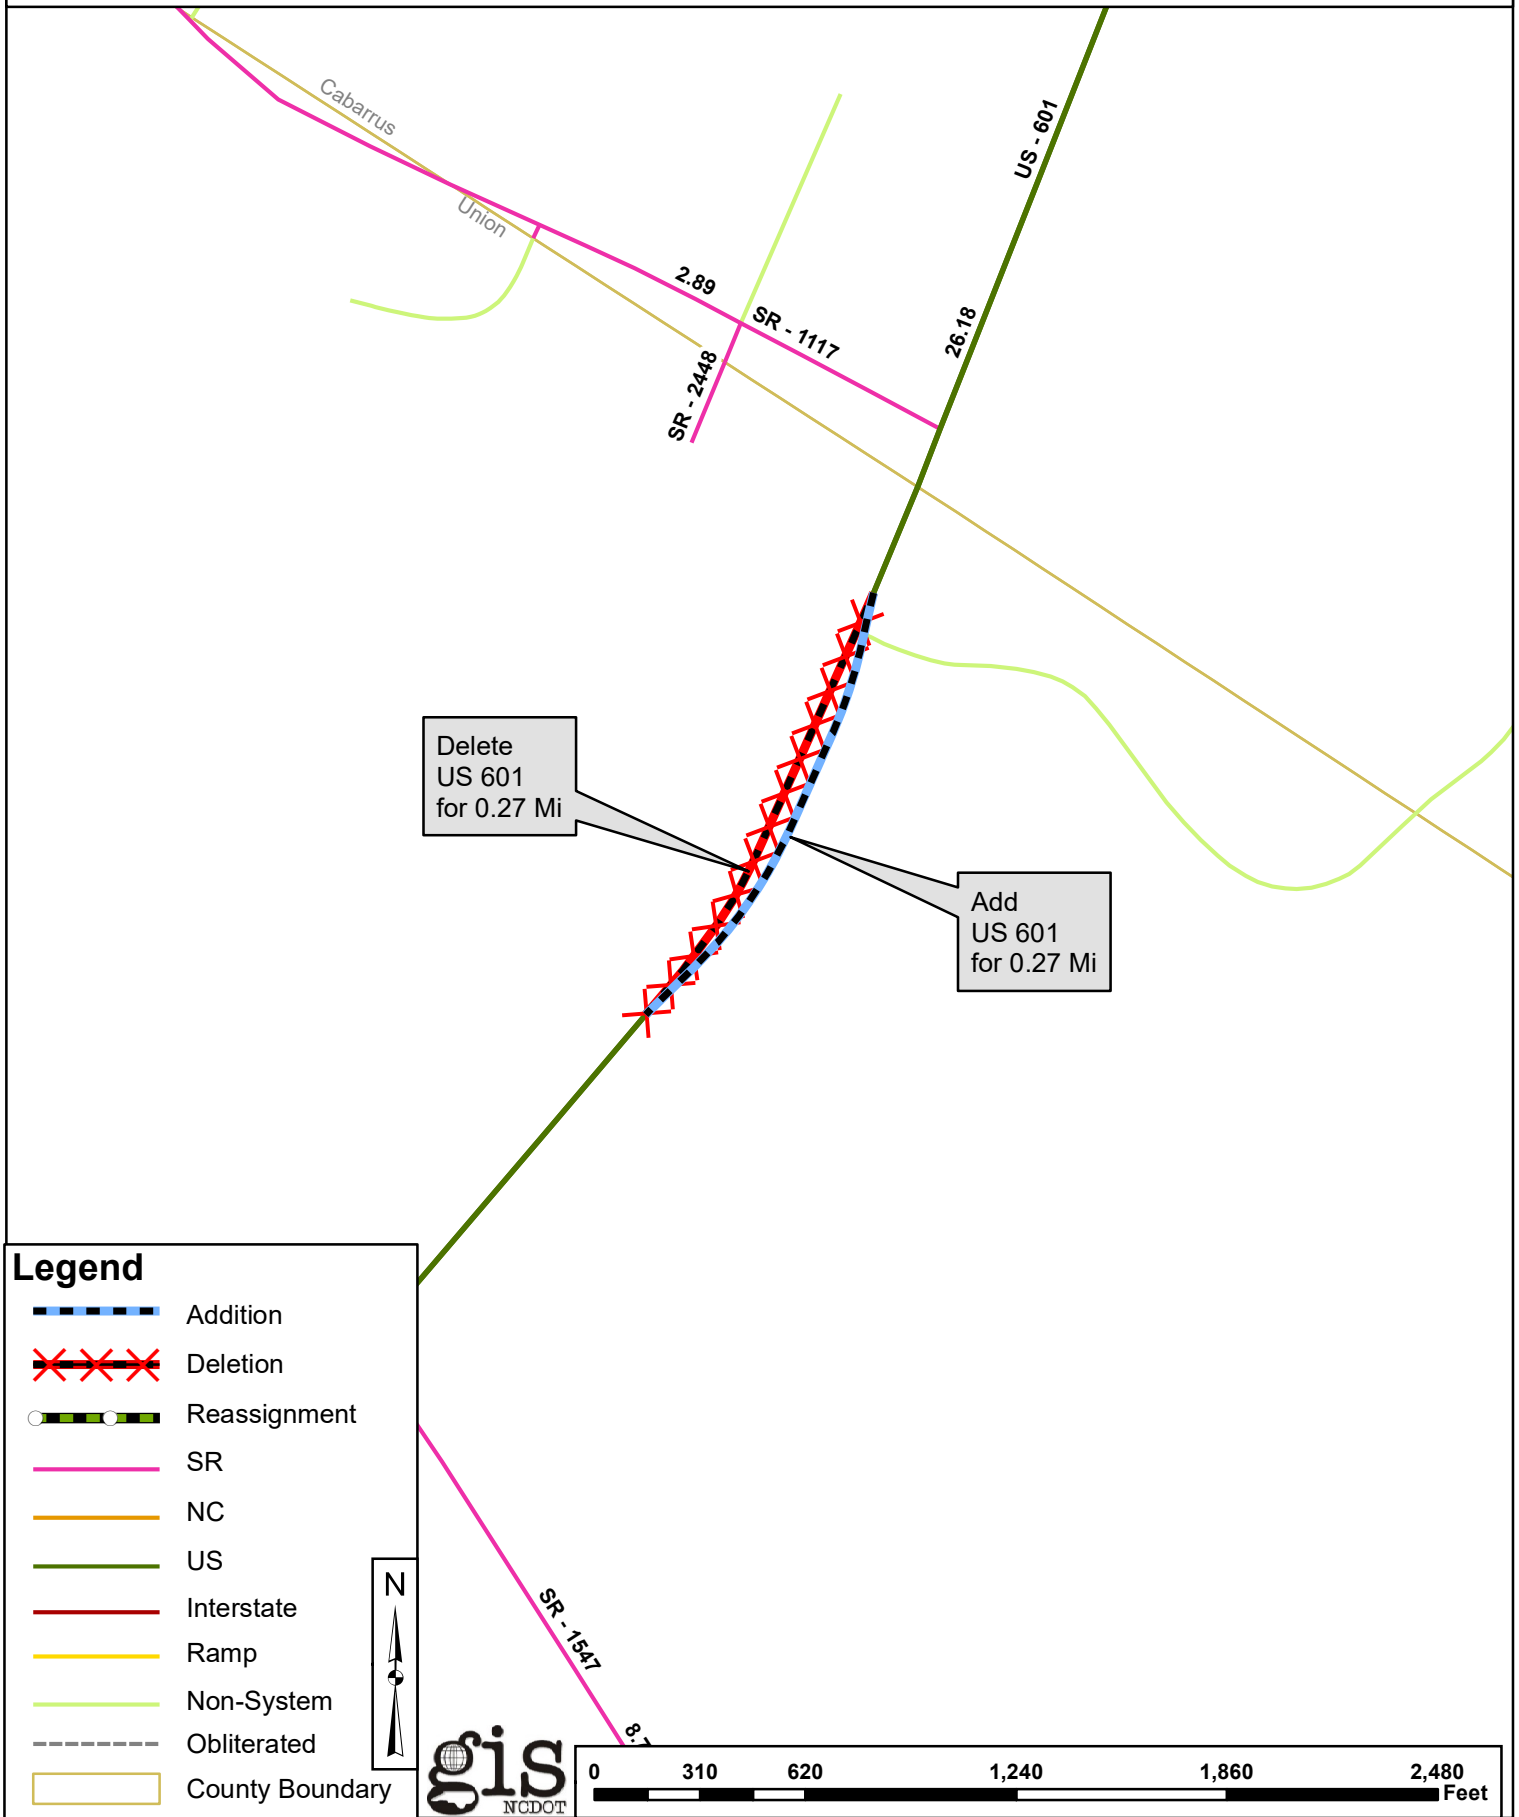 Cabarrus
Union
US - 601
2.89
SR - 1117
26.18
SR - 2448
Delete
US 601
for 0.27 Mi
Add
US 601
for 0.27 Mi
Legend
Addition
Deletion
Reassignment
SR
NC
US
Interstate
Ramp
Non-System
Obliterated
County Boundary
N
SR - 1547
gis
NCDOT
0 310 620 1,240 1,860 2,480
Feet